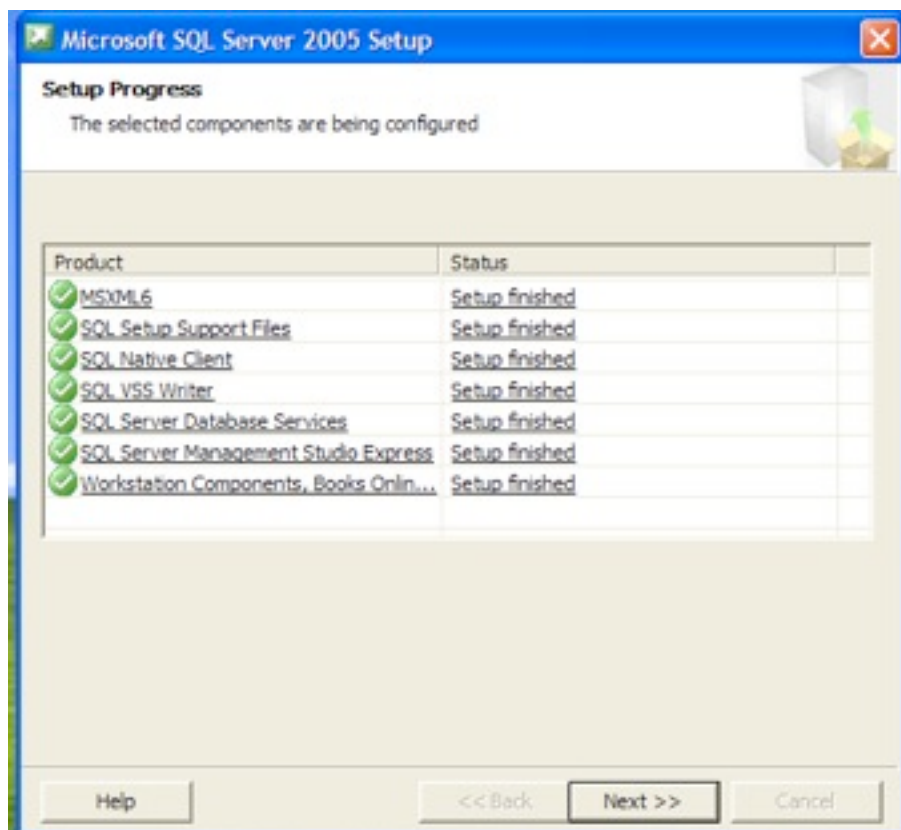 Microsoft SQL Server 2005 Setup
Setup Progress
The selected components are being configured
Product Status
MSXML6 Setup finished
SQL Setup Support Files Setup finished
SQL Native Client Setup finished
SQL VSS Writer Setup finished
SQL Server Database Services Setup finished
SQL Server Management Studio Express Setup finished
Workstation Components, Books Onlin... Setup finished
Help << Back Next >> Cancel